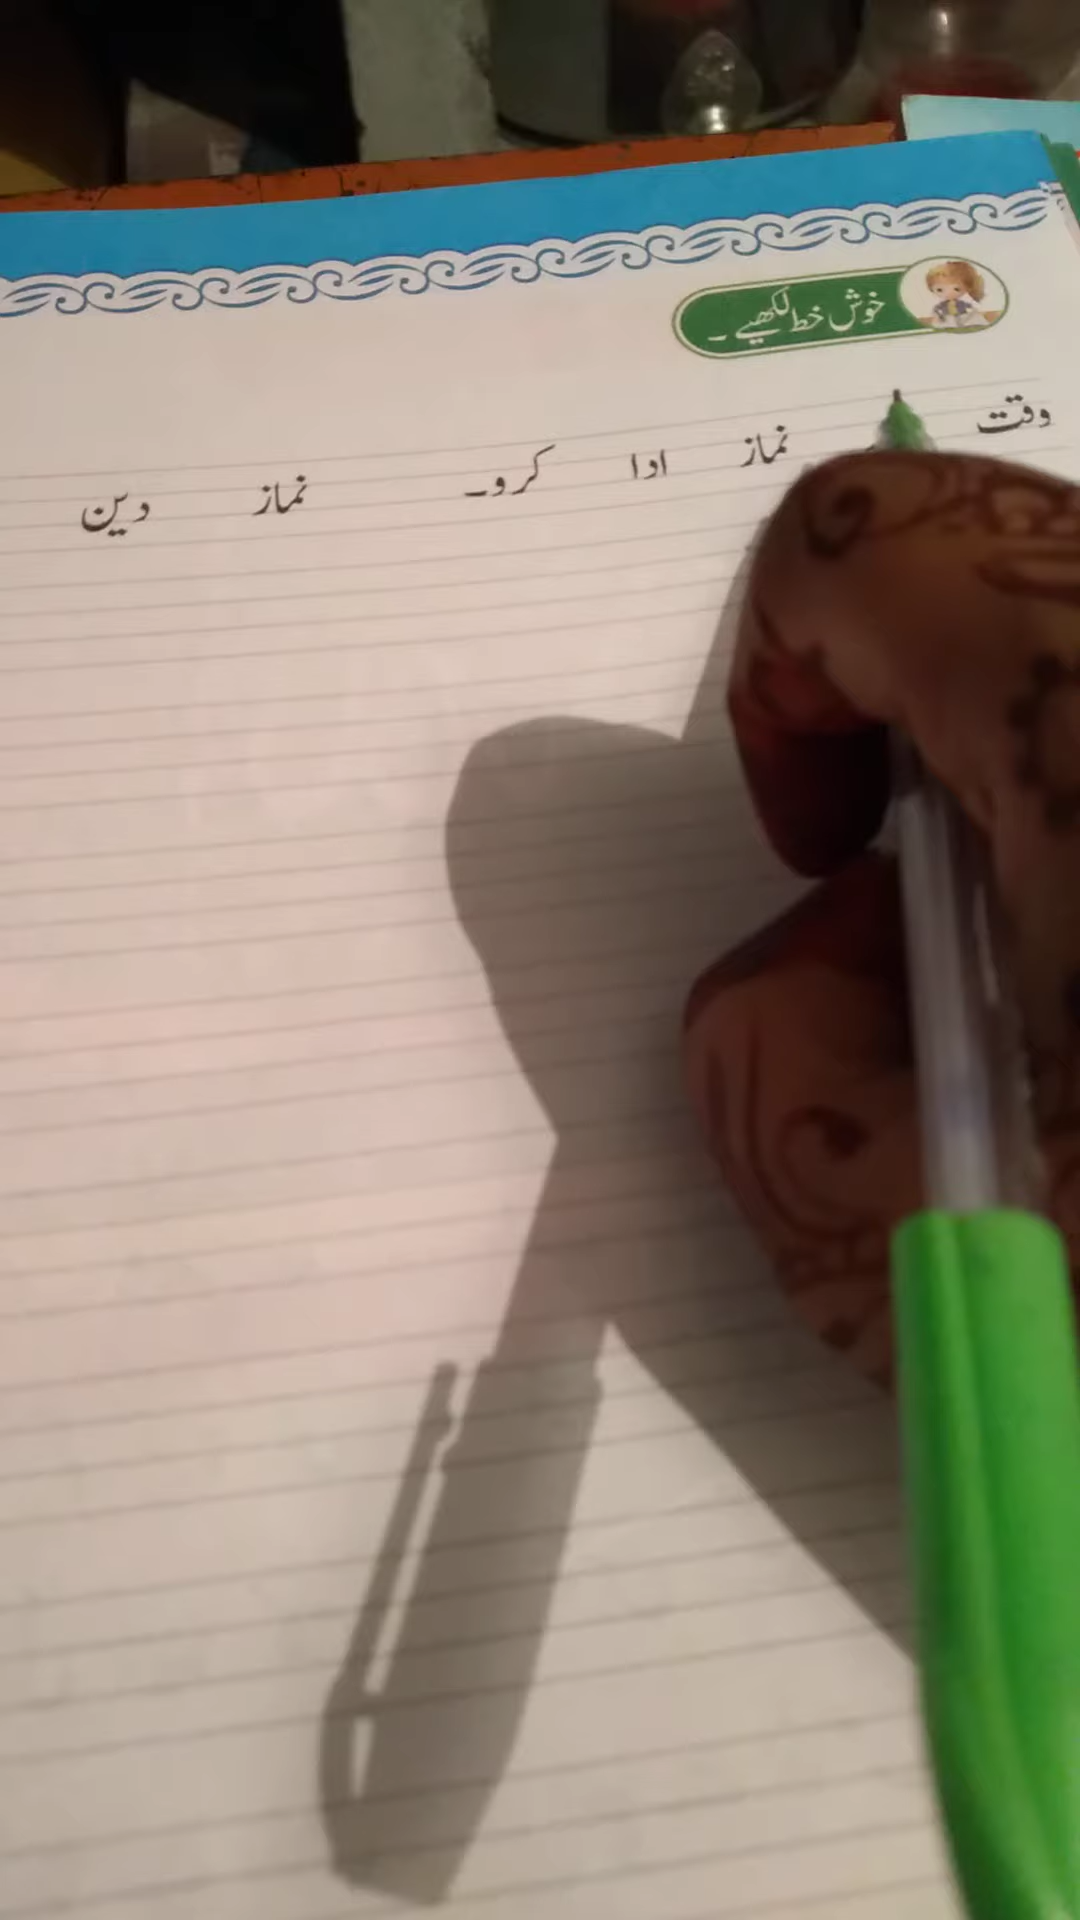 خوش خط لکھیے ۔
وقت نماز ادا کرو۔ نماز دین